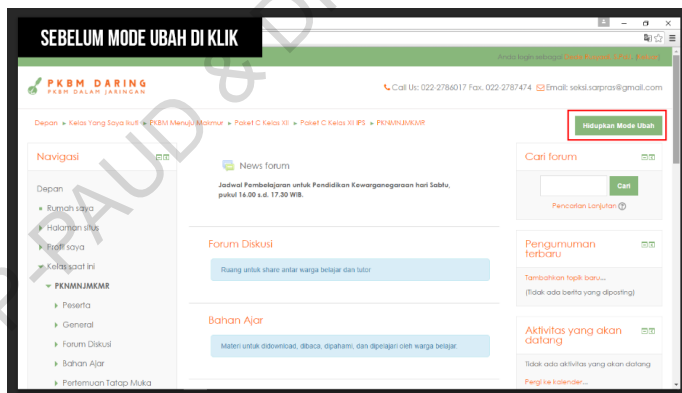 SEBELUM MODE UBAH DI KLIK
PKBM DARING
PKBM DALAM JARINGAN
Call Us: 022-2786017 Fax. 022-2787474 Email: seksi.sarpras@gmail.com
Depan ▸ Kelas Yang Saya Ikuti ▸ PKBM Menuju Makmur ▸ Paket C Kelas XII ▸ Paket C Kelas XI IPS ▸ PKNMNJMKMR
Hidupkan Mode Ubah
Navigasi
Depan
Rumah saya
Halaman situs
Profil saya
Kelas saat ini
PKNMNJMKMR
Peserta
General
Forum Diskusi
Bahan Ajar
Pertemuan Tatap Muka
News forum
Jadwal Pembelajaran untuk Pendidikan Kewarganegaraan hari Sabtu,
pukul 16.00 s.d. 17.30 WIB.
Forum Diskusi
Ruang untuk share antar warga belajar dan tutor
Bahan Ajar
Materi untuk didownload, dibaca, dipahami, dan dipelajari oleh warga belajar.
Cari forum
Cari
Pencarian Lanjutan
Pengumuman
terbaru
Tambahkan topik baru...
(Tidak ada berita yang diposting)
Aktivitas yang akan
datang
Tidak ada aktivitas yang akan datang
Pergi ke kalender...
P-PAUD & D